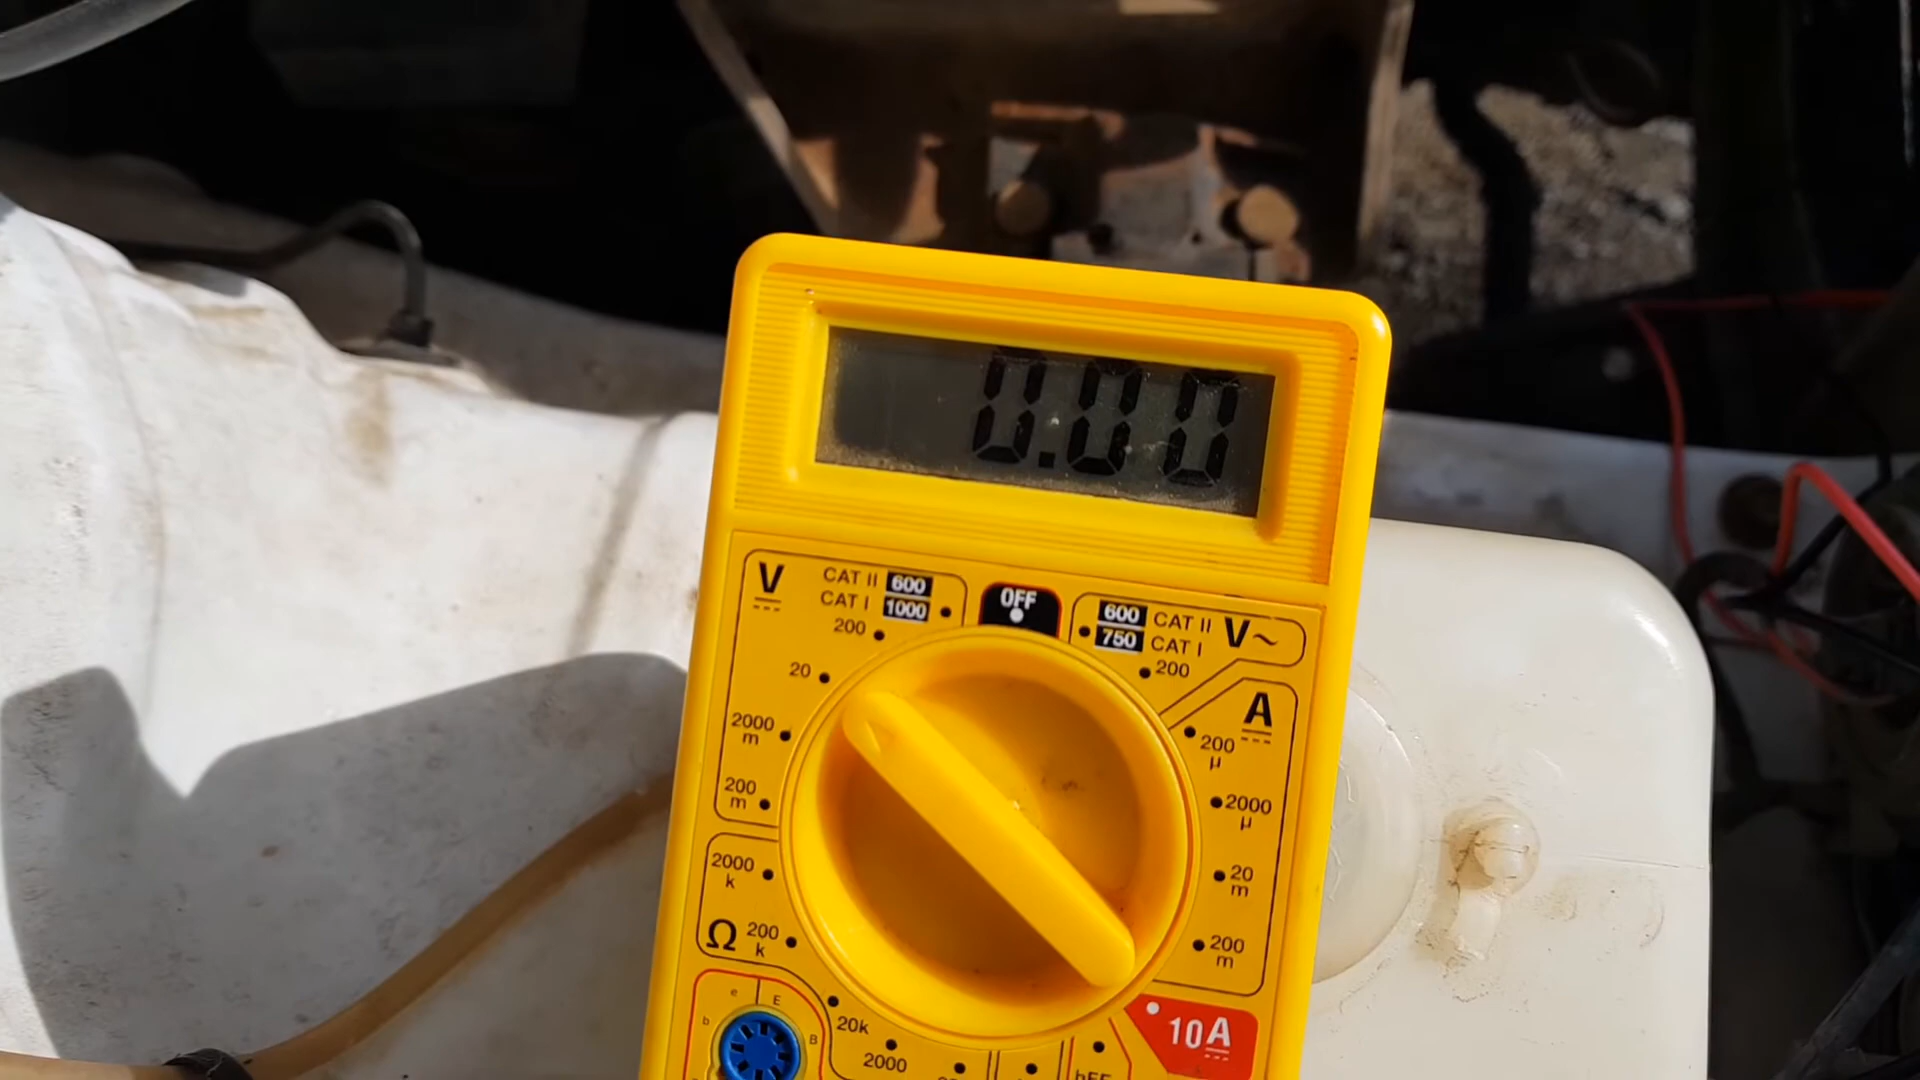 0.00
V
CAT II 600
CAT I 1000
200
20
2000
m
200
m
OFF
600 CAT II V~
750 CAT I
200
A
200
µ
2000
µ
20
m
200
m
10A
2000
k
Ω 200
k
20k
2000
e E
b B
hFE